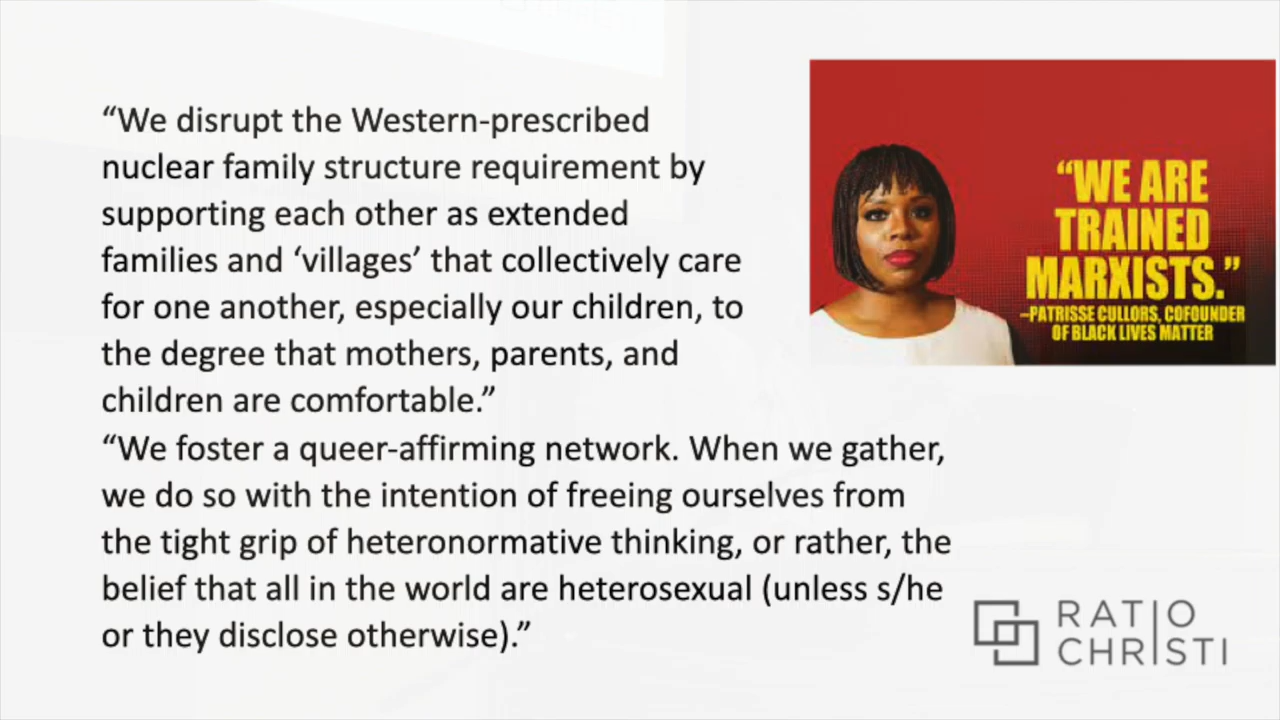 “We disrupt the Western-prescribed
nuclear family structure requirement by
supporting each other as extended
families and ‘villages’ that collectively care
for one another, especially our children, to
the degree that mothers, parents, and
children are comfortable.”
“We foster a queer-affirming network. When we gather,
we do so with the intention of freeing ourselves from
the tight grip of heteronormative thinking, or rather, the
belief that all in the world are heterosexual (unless s/he
or they disclose otherwise).”
“WE ARE
TRAINED
MARXISTS.”
–PATRISSE CULLORS, COFOUNDER
OF BLACK LIVES MATTER
RATIO
CHRISTI